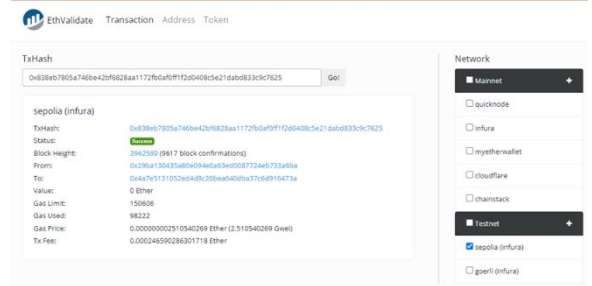 EthValidate Transaction Address Token
TxHash
0x838eb7805a746be42bf6828aa1172fb0af0ff1f2d0408c5e21dabd833c9c7625 Go!
sepolia (infura)
TxHash: 0x838eb7805a746be42bf6828aa1172fb0af0ff1f2d0408c5e21dabd833c9c7625
Status: Success
Block Height: 3962589 (9617 block confirmations)
From: 0x29ba130435a80e094e6a63ed0087724eb733a6ba
To: 0x4a7e5131052ed4d8c20bea640dba37c6d916473a
Value: 0 Ether
Gas Limit: 150606
Gas Used: 98222
Gas Price: 0.000000002510540269 Ether (2.510540269 Gwei)
Tx Fee: 0.000246590286301718 Ether
Network
Mainnet +
quicknode
infura
myetherwallet
cloudflare
chainstack
Testnet +
sepolia (infura)
goerli (infura)